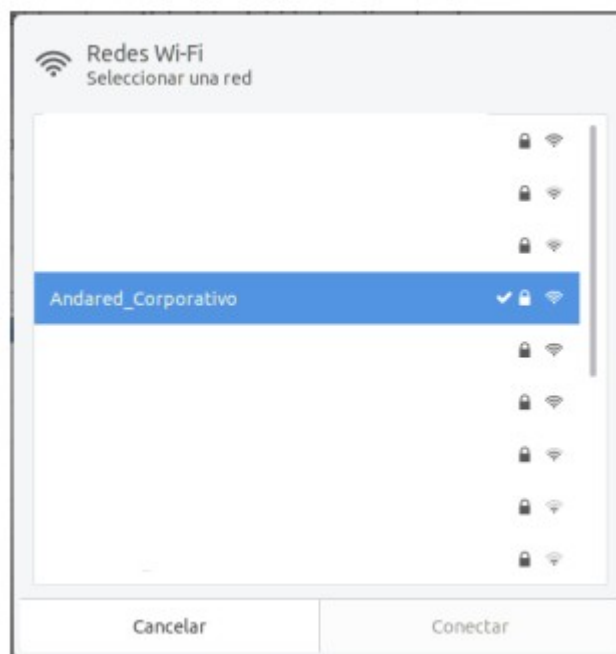 Redes Wi-Fi
Seleccionar una red
Andared_Corporativo
Cancelar
Conectar